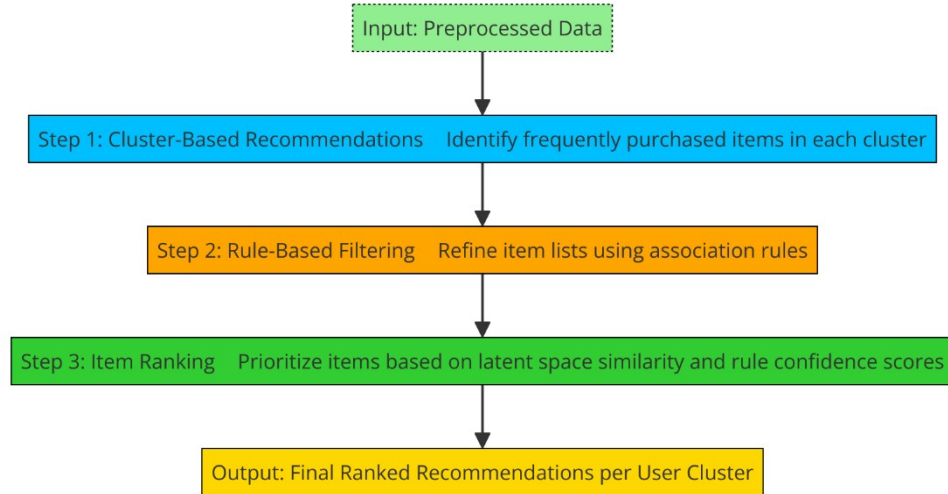 Input: Preprocessed Data
Step 1: Cluster-Based Recommendations Identify frequently purchased items in each cluster
Step 2: Rule-Based Filtering Refine item lists using association rules
Step 3: Item Ranking Prioritize items based on latent space similarity and rule confidence scores
Output: Final Ranked Recommendations per User Cluster